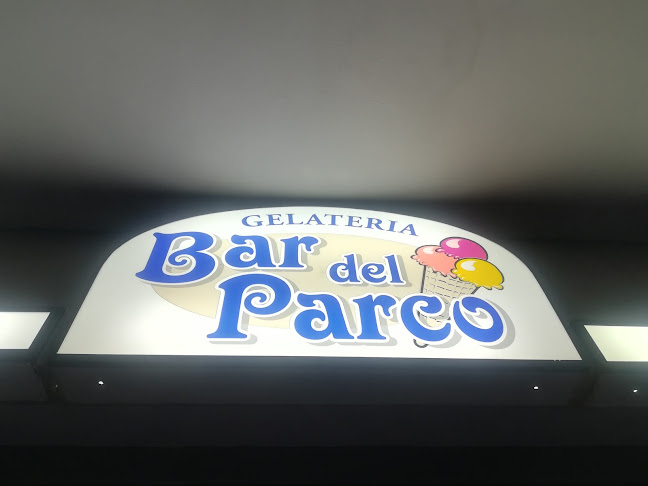 GELATERIA
Bar del
Parco